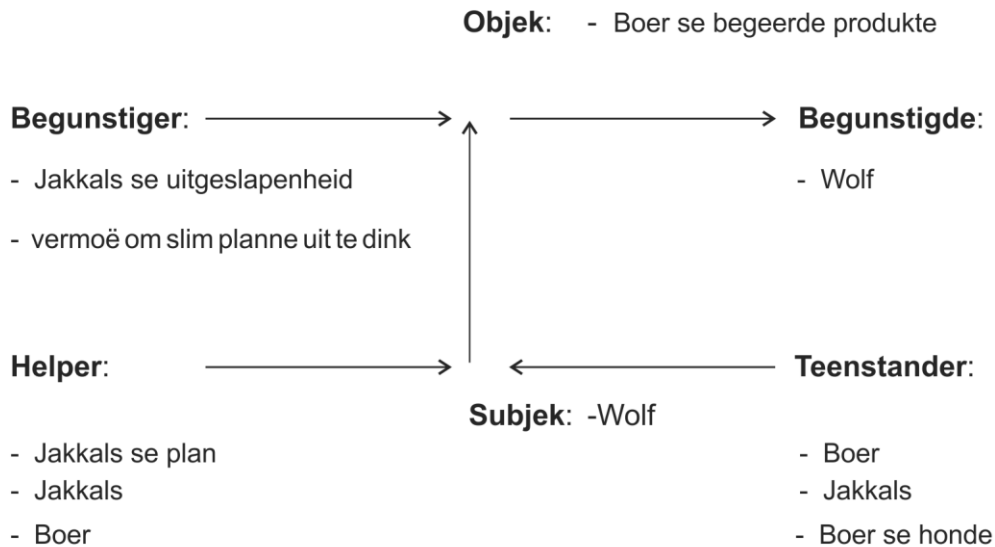 Objek: - Boer se begeerde produkte
Begunstiger:
Begunstigde:
- Jakkals se uitgeslapenheid
- Wolf
- vermoë om slim planne uit te dink
Helper:
Teenstander:
Subjek: -Wolf
- Jakkals se plan
- Boer
- Jakkals
- Jakkals
- Boer
- Boer se honde